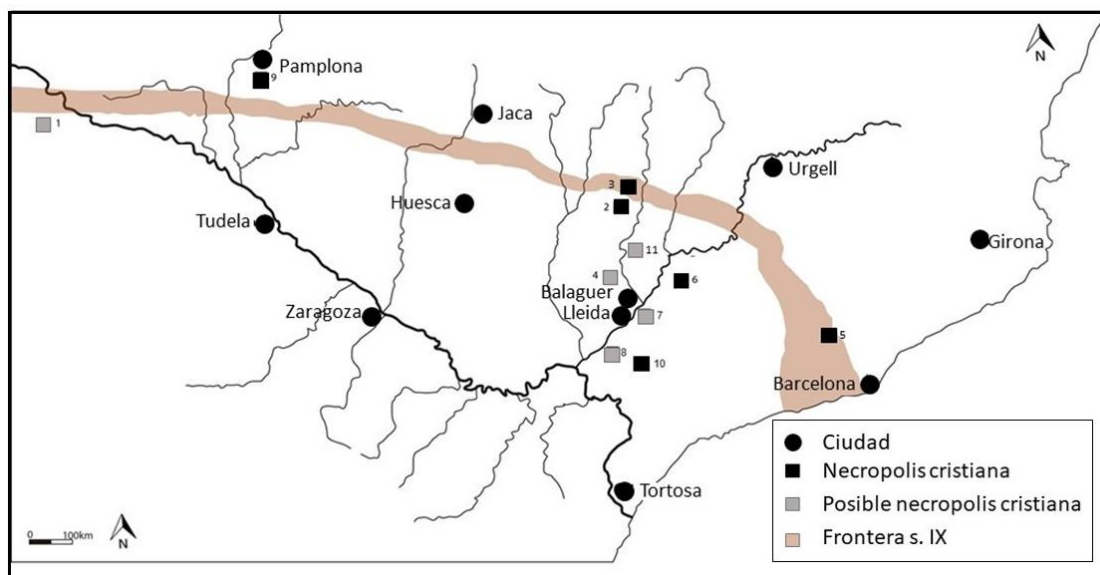 N
Pamplona
9
1
Jaca
Urgell
3
2
Huesca
Tudela
Girona
11
4
6
Balaguer
Lleida
Zaragoza
7
5
8
10
Barcelona
Tortosa
Ciudad
Necropolis cristiana
Posible necropolis cristiana
Frontera s. IX
0 100km
N